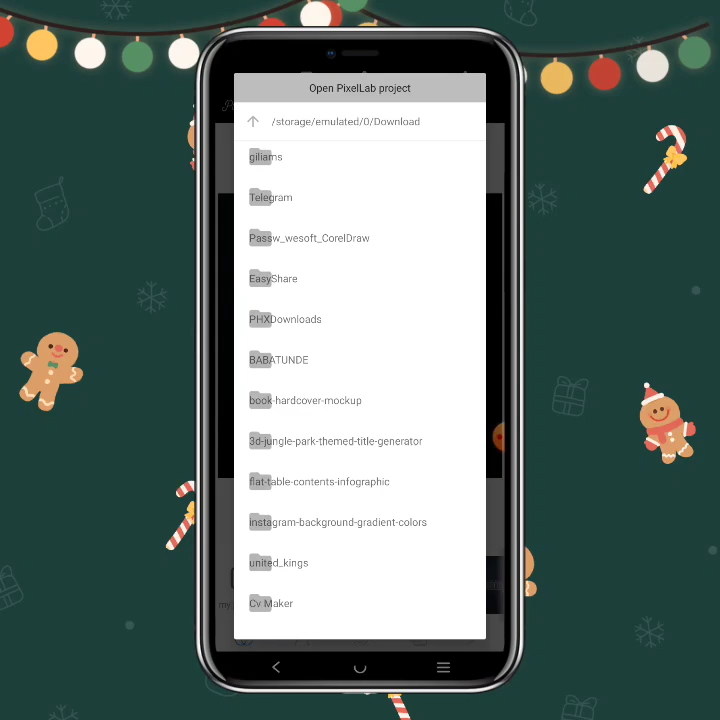 Open PixelLab project
/storage/emulated/0/Download
giliams
Telegram
Passw_wesoft_CorelDraw
EasyShare
PHXDownloads
BABATUNDE
book-hardcover-mockup
3d-jungle-park-themed-title-generator
flat-table-contents-infographic
instagram-background-gradient-colors
united_kings
Cv Maker
my